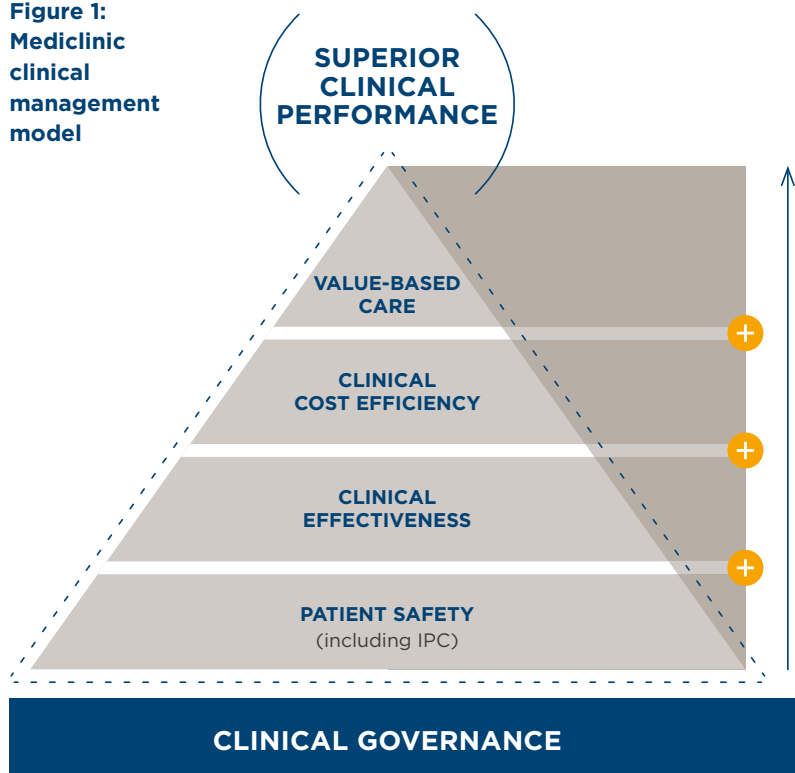 Figure 1:
Mediclinic
clinical
management
model
SUPERIOR
CLINICAL
PERFORMANCE
VALUE-BASED
CARE
+
CLINICAL
COST EFFICIENCY
+
CLINICAL
EFFECTIVENESS
+
PATIENT SAFETY
(including IPC)
CLINICAL GOVERNANCE